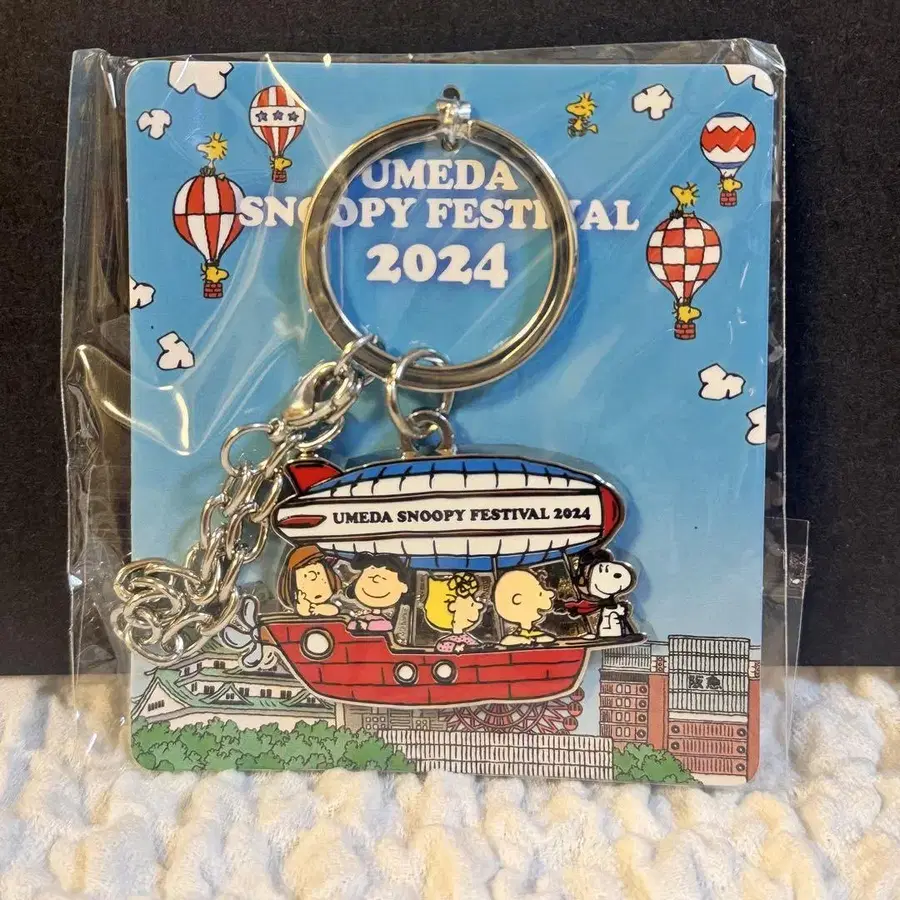 UMEDA
SNOOPY FESTIVAL
2024
UMEDA SNOOPY FESTIVAL 2024
阪急